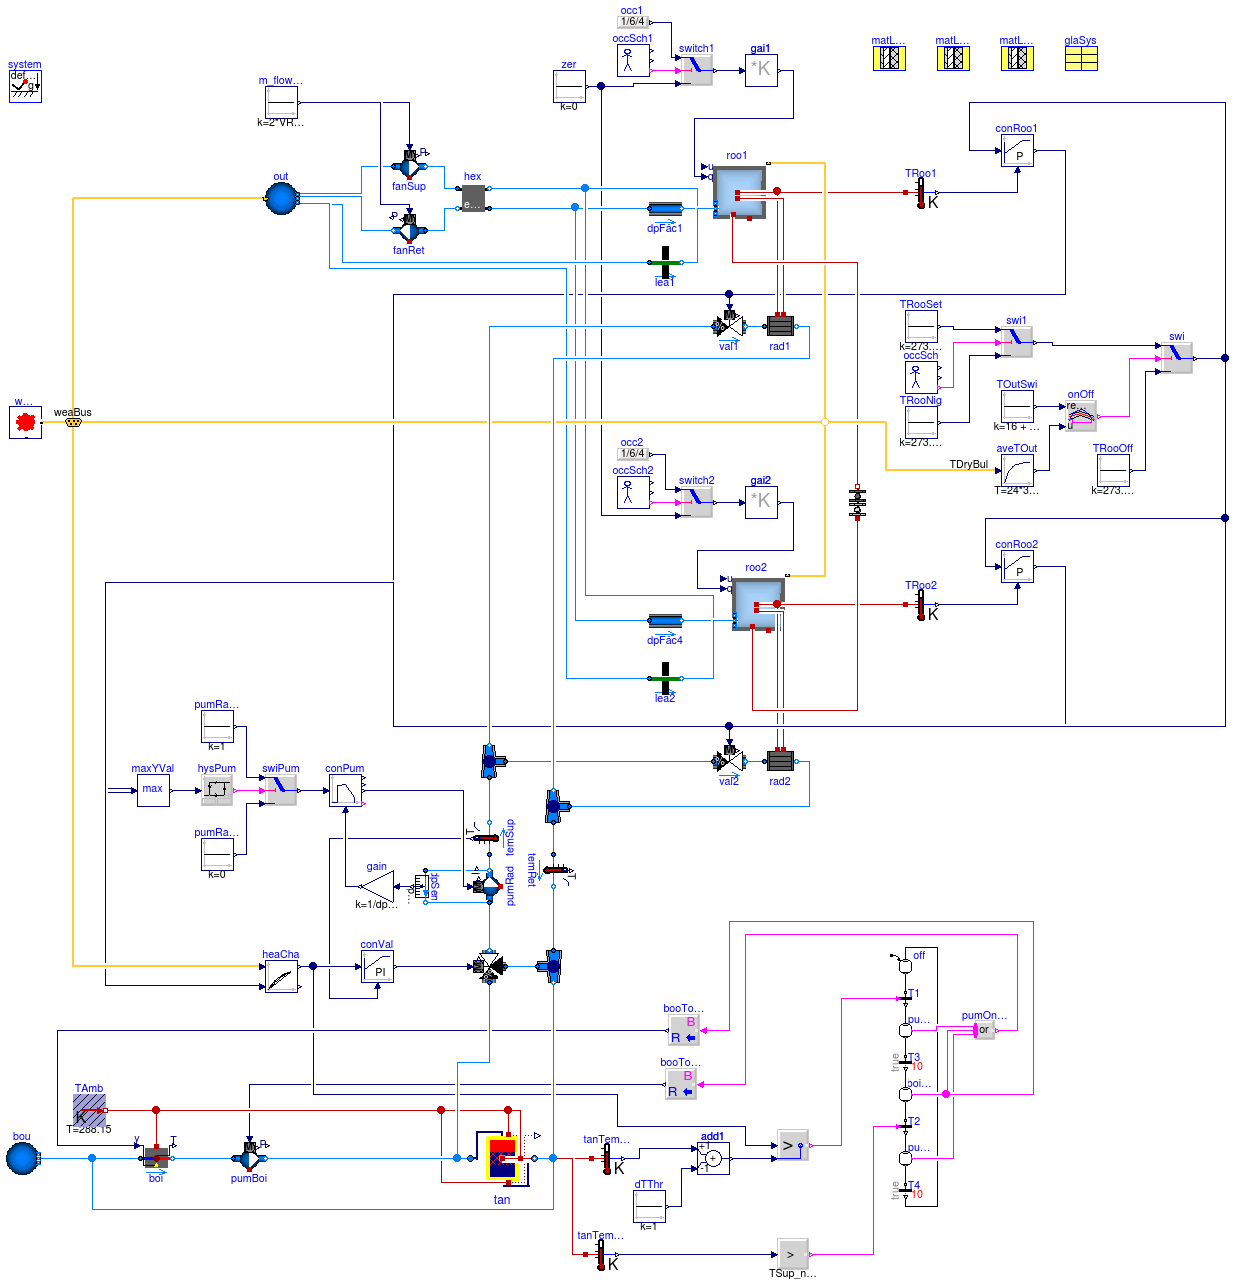 occ1
1/6/4
occSch1
switch1
gai1
*K
matL...
matL...
matL...
glaSys
system
def...
g
zer
k=0
m_flow...
k=2*VR...
conRoo1
P
M
P
fanSup
hex
e...
out
P
M
fanRet
roo1
u
q
TRoo1
K
dpFac1
lea1
M
val1
rad1
TRooSet
k=273....
swi1
swi
occSch
TOutSwi
k=16 + ...
onOff
re...
u
TRooNig
k=273....
w...
weaBus
aveTOut
T=24*3...
TDryBul
TRooOff
k=273....
occ2
1/6/4
occSch2
switch2
gai2
*K
conRoo2
P
roo2
u
q
TRoo2
K
dpFac4
lea2
pumRa...
k=1
M
val2
rad2
maxYVal
max
hysPum
swiPum
conPum
pumRa...
k=0
T
temSup
temRet
T
gain
k=1/dp...
dpSen
pumRad
heaCha
conVal
PI
M
off
T1
pu...
T3
true
10
boi...
T2
pu...
T4
true
10
pumOn...
or
booTo...
B
R
booTo...
B
R
TAmb
K
T=288.15
bou
y
T
boi
M
P
pumBoi
tan
tanTem...
K
add1
+1
+
-1
>
dTThr
k=1
tanTem...
K
>
TSup_n...